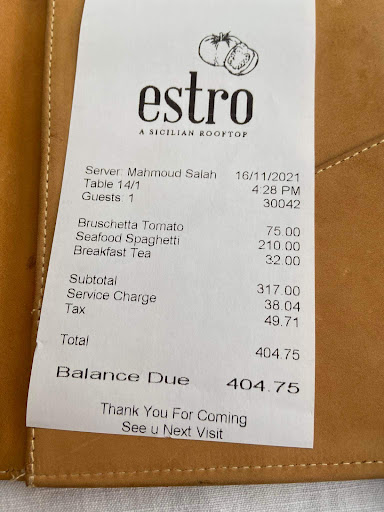 estro
A SICILIAN ROOFTOP
Server: Mahmoud Salah 16/11/2021
Table 14/1 4:28 PM
Guests: 1 30042
Bruschetta Tomato 75.00
Seafood Spaghetti 210.00
Breakfast Tea 32.00
Subtotal 317.00
Service Charge 38.04
Tax 49.71
Total 404.75
Balance Due 404.75
Thank You For Coming
See u Next Visit